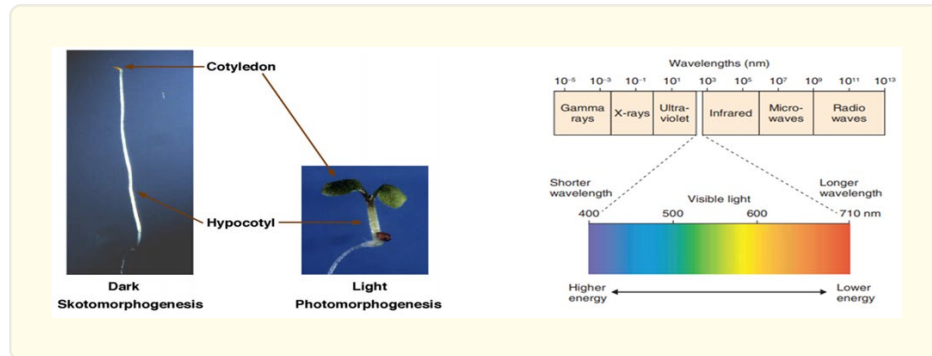 Cotyledon
Hypocotyl
Dark
Skotomorphogenesis
Light
Photomorphogenesis
Wavelengths (nm)
10⁻⁵ 10⁻³ 10⁻¹ 10¹ 10³ 10⁵ 10⁷ 10⁹ 10¹¹ 10¹³
Gamma rays X-rays Ultra-violet Infrared Micro-waves Radio waves
Shorter wavelength
Longer wavelength
Visible light
400 500 600 710 nm
Higher energy
Lower energy